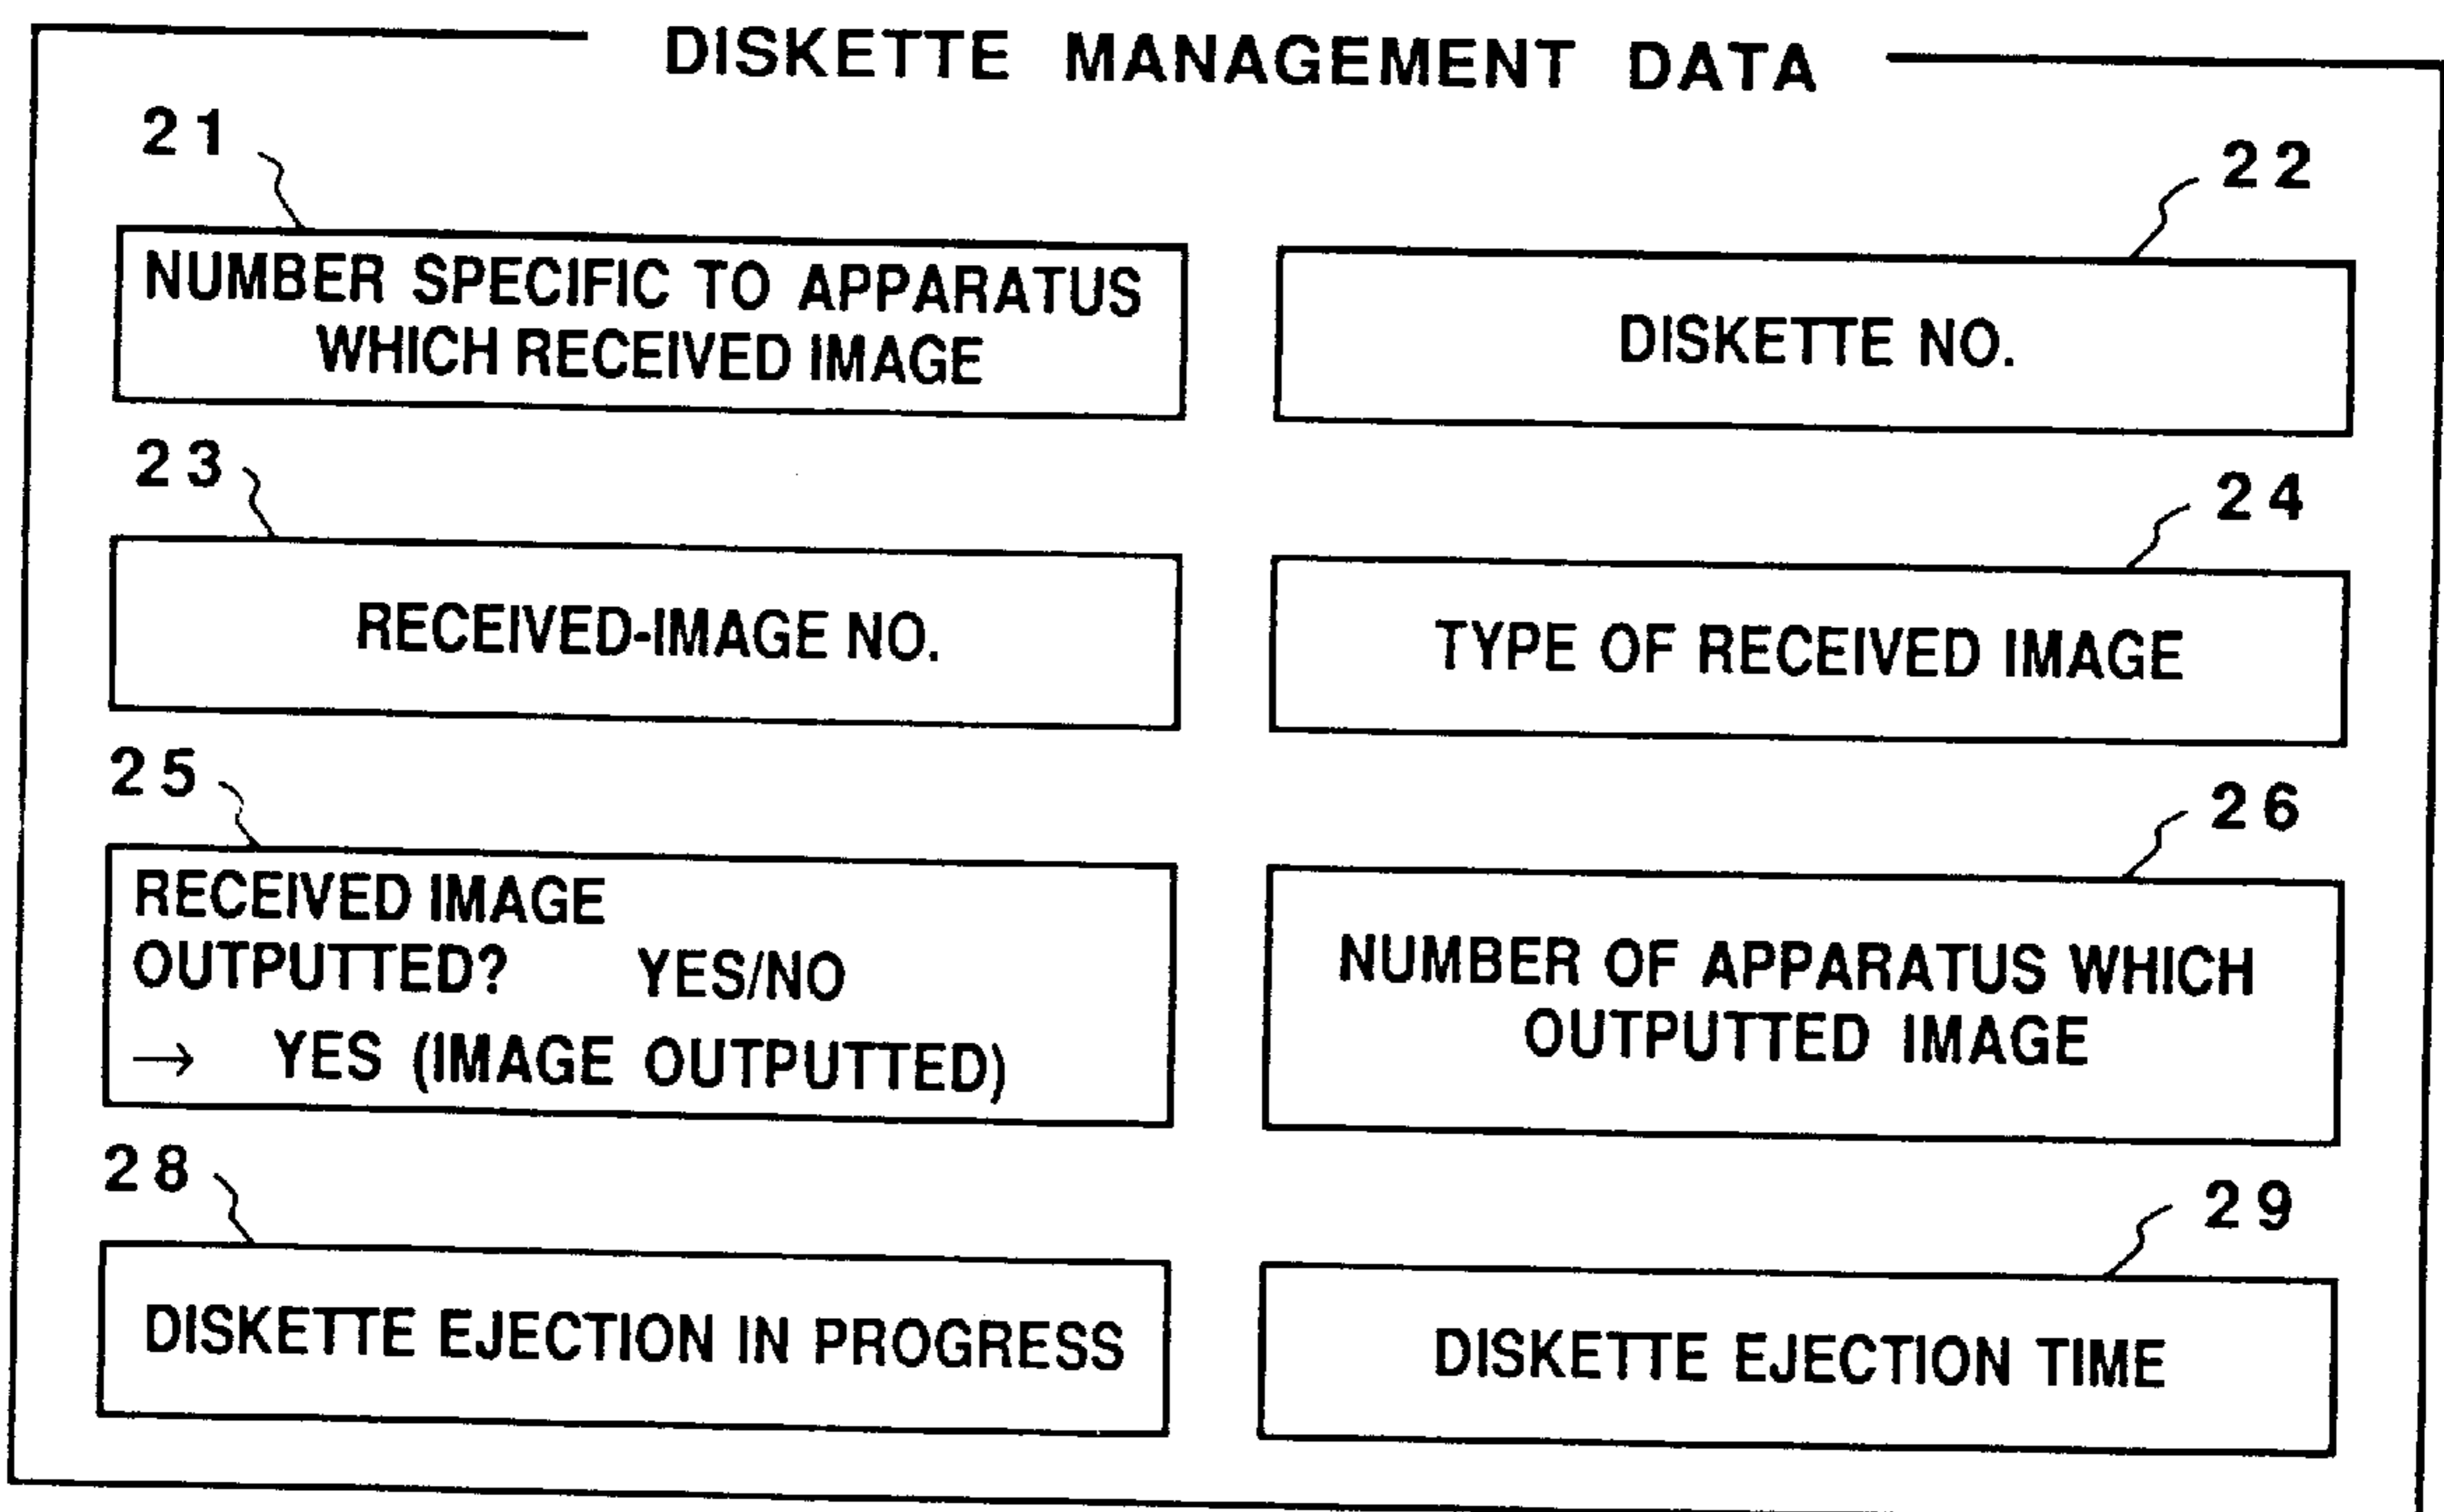 DISKETTE MANAGEMENT DATA
21
22
NUMBER SPECIFIC TO APPARATUS
WHICH RECEIVED IMAGE
DISKETTE NO.
23
24
RECEIVED-IMAGE NO.
TYPE OF RECEIVED IMAGE
25
26
RECEIVED IMAGE
OUTPUTTED? YES/NO
→ YES (IMAGE OUTPUTTED)
NUMBER OF APPARATUS WHICH
OUTPUTTED IMAGE
28
29
DISKETTE EJECTION IN PROGRESS
DISKETTE EJECTION TIME